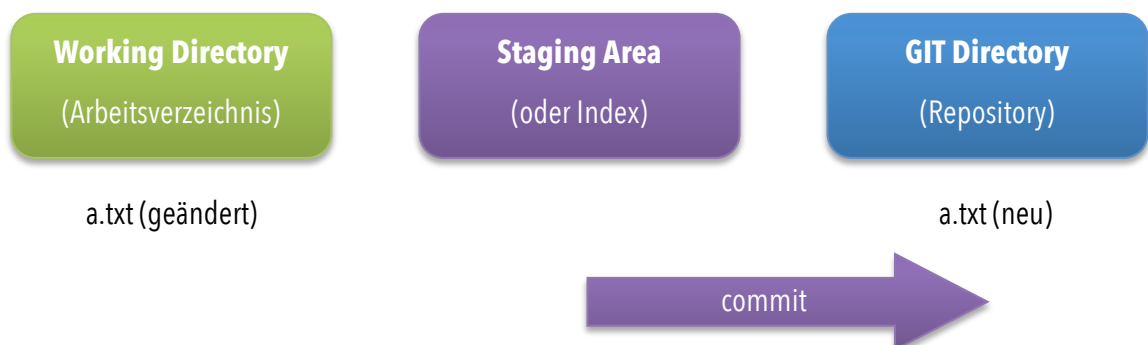 Working Directory
(Arbeitsverzeichnis)
Staging Area
(oder Index)
GIT Directory
(Repository)
a.txt (geändert)
a.txt (neu)
commit